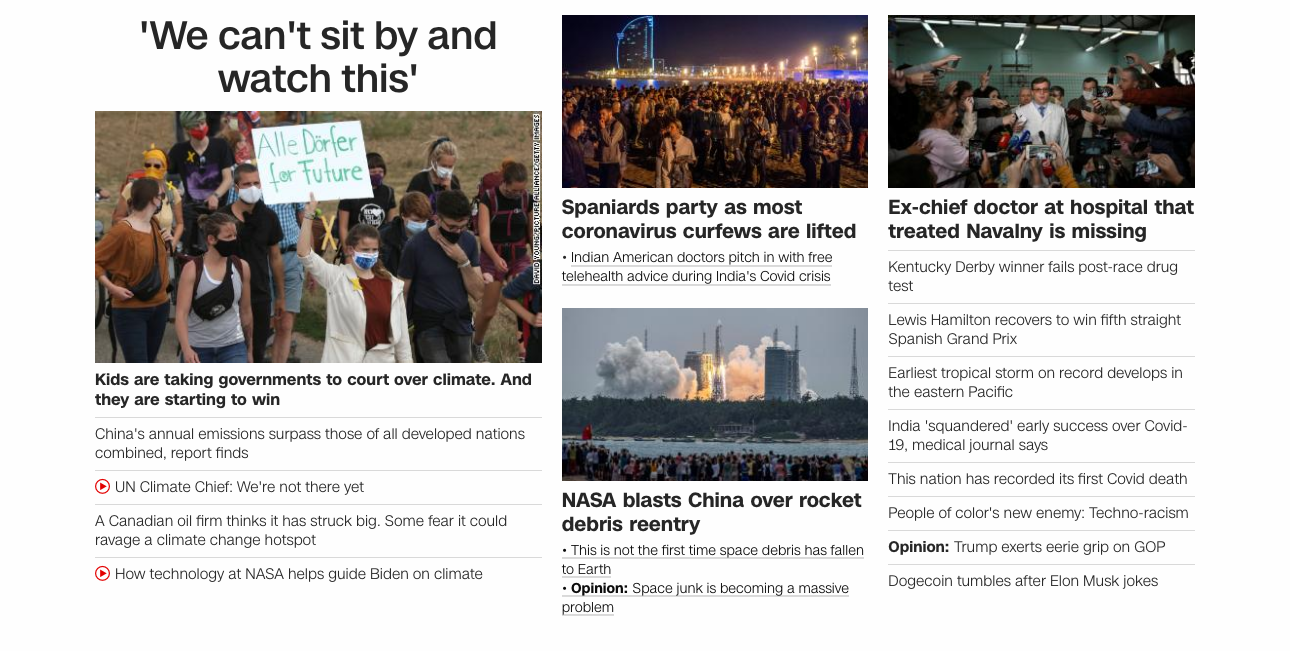 'We can't sit by and
watch this'
Alle Dörfer
for Future
DAVID YOUNG/PICTURE ALLIANCE/GETTY IMAGES
Kids are taking governments to court over climate. And
they are starting to win
China's annual emissions surpass those of all developed nations
combined, report finds
UN Climate Chief: We're not there yet
A Canadian oil firm thinks it has struck big. Some fear it could
ravage a climate change hotspot
How technology at NASA helps guide Biden on climate
Spaniards party as most
coronavirus curfews are lifted
• Indian American doctors pitch in with free
telehealth advice during India's Covid crisis
NASA blasts China over rocket
debris reentry
• This is not the first time space debris has fallen
to Earth
• Opinion: Space junk is becoming a massive
problem
Ex-chief doctor at hospital that
treated Navalny is missing
Kentucky Derby winner fails post-race drug
test
Lewis Hamilton recovers to win fifth straight
Spanish Grand Prix
Earliest tropical storm on record develops in
the eastern Pacific
India 'squandered' early success over Covid-
19, medical journal says
This nation has recorded its first Covid death
People of color's new enemy: Techno-racism
Opinion: Trump exerts eerie grip on GOP
Dogecoin tumbles after Elon Musk jokes